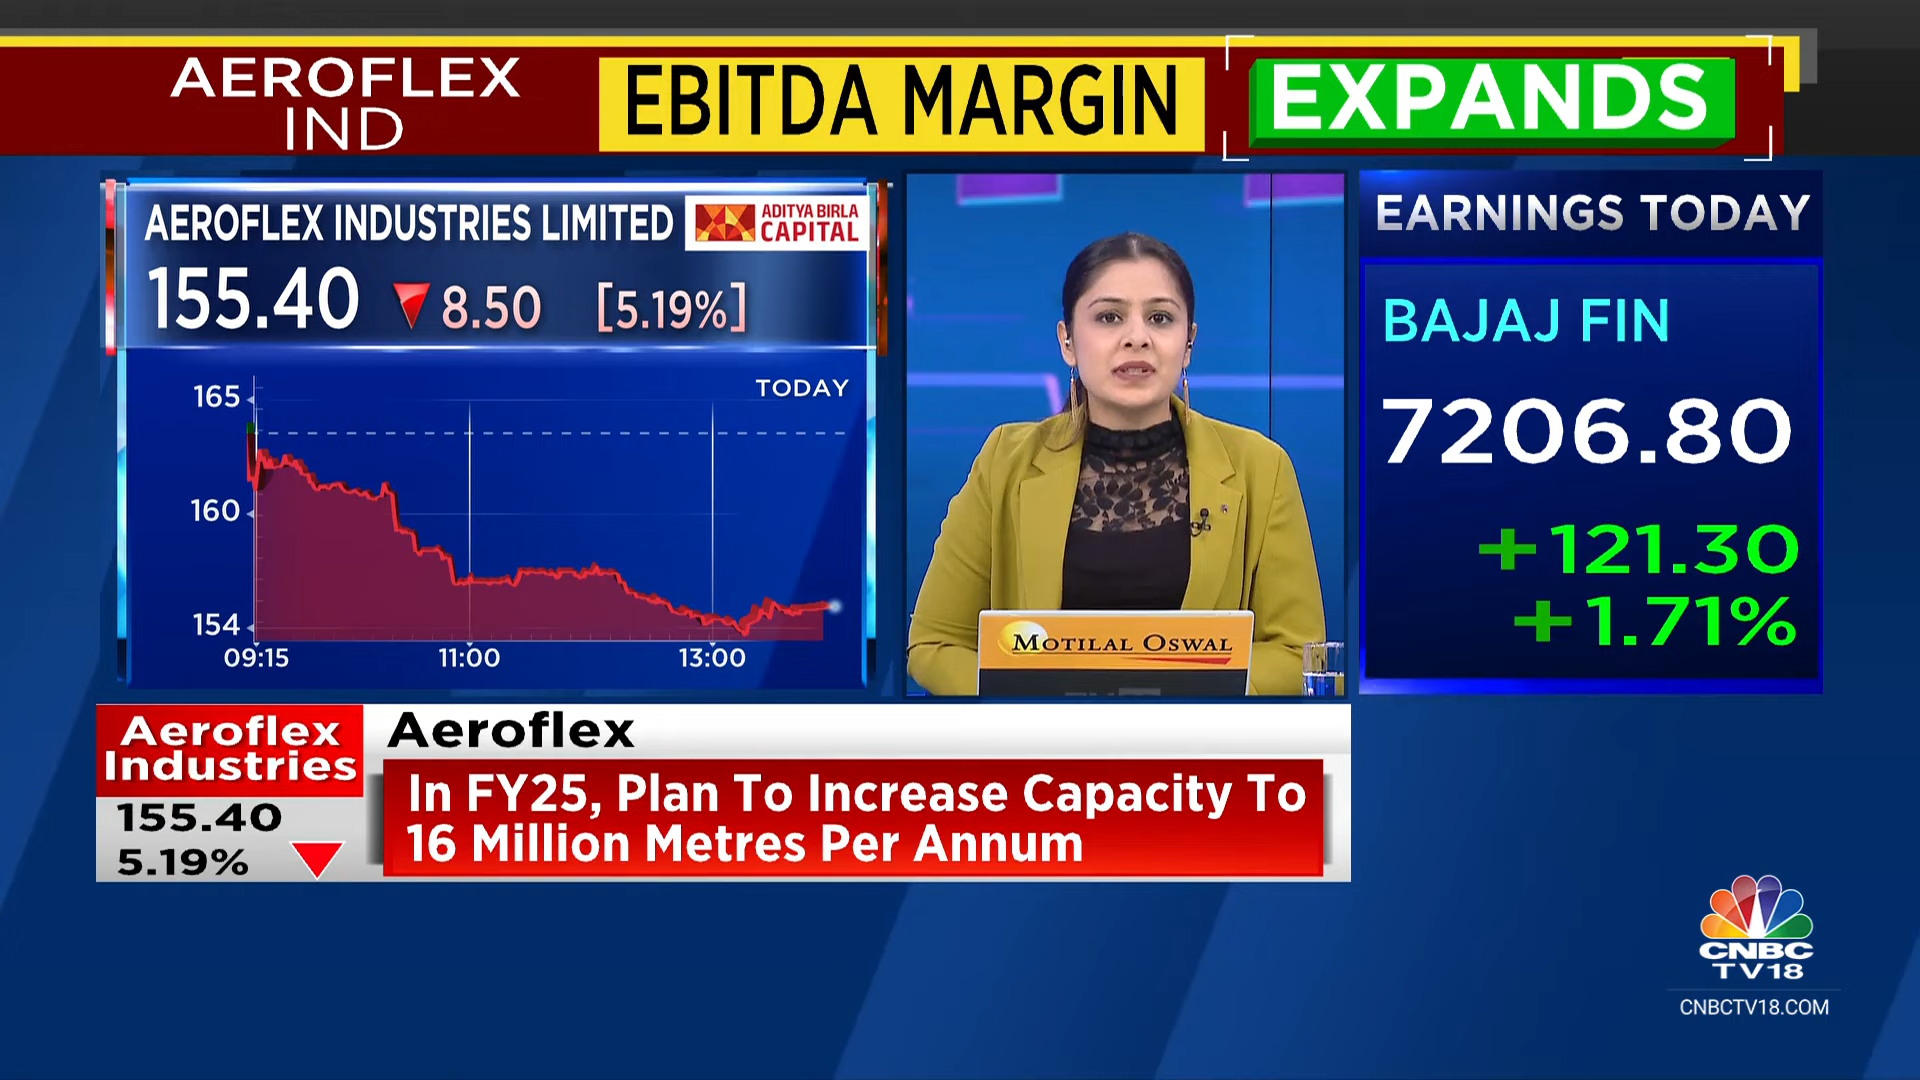 AEROFLEX
IND
EBITDA MARGIN
EXPANDS
AEROFLEX INDUSTRIES LIMITED
ADITYA BIRLA
CAPITAL
155.40 8.50 [5.19%]
TODAY
165
160
154
09:15 11:00 13:00
MOTILAL OSWAL
EARNINGS TODAY
BAJAJ FIN
7206.80
+121.30
+1.71%
Aeroflex
Industries
155.40
5.19%
Aeroflex
In FY25, Plan To Increase Capacity To
16 Million Metres Per Annum
CNBC
TV18
CNBCTV18.COM